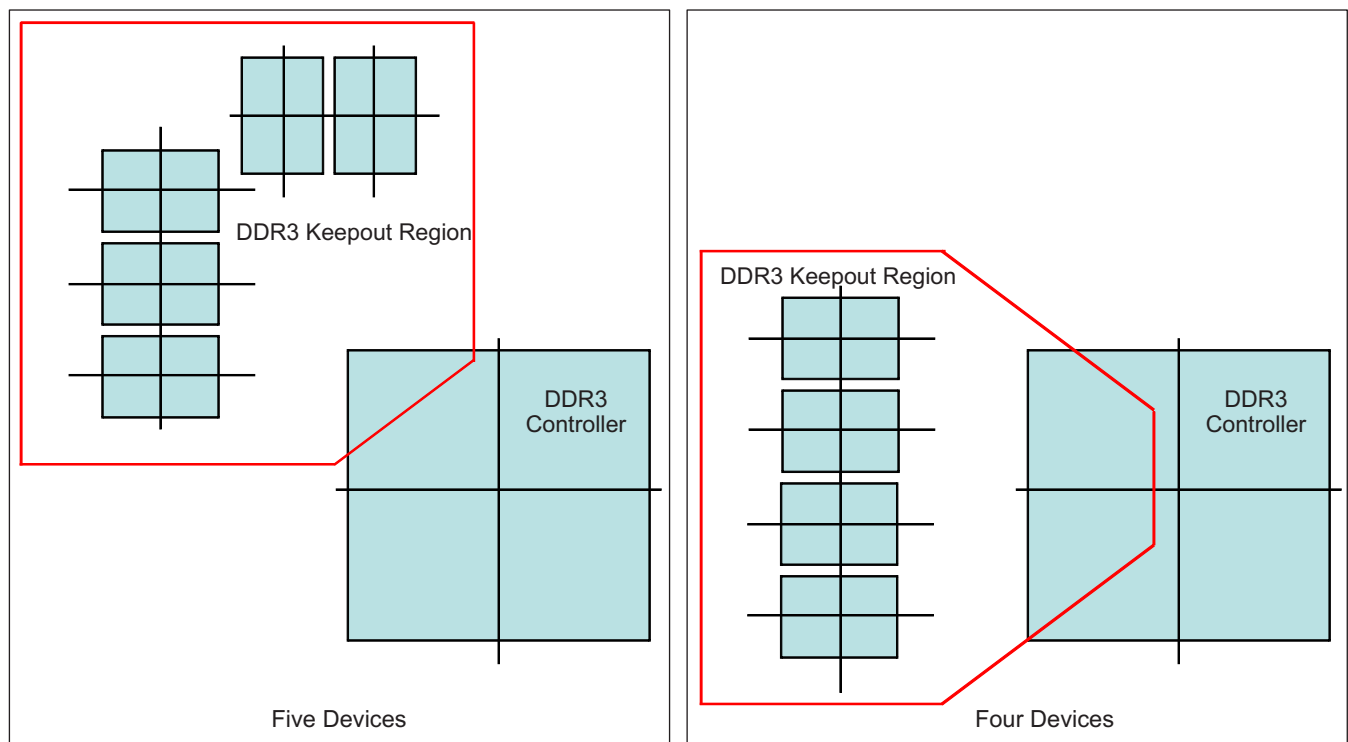 DDR3 Keepout Region
DDR3
Controller
Five Devices
DDR3 Keepout Region
DDR3
Controller
Four Devices